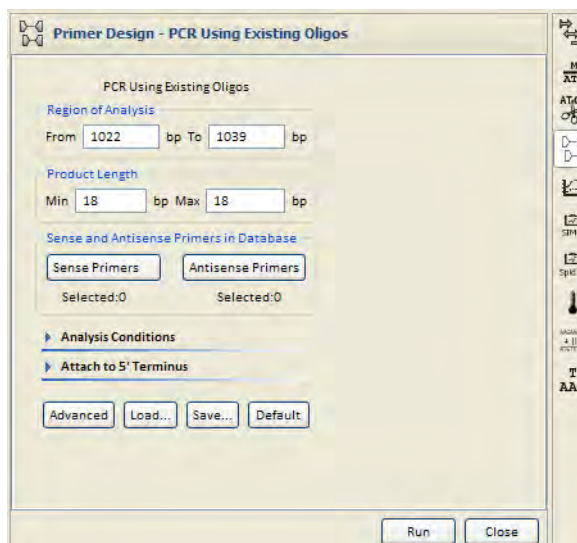 Primer Design - PCR Using Existing Oligos
PCR Using Existing Oligos
Region of Analysis
From 1022 bp To 1039 bp
Product Length
Min 18 bp Max 18 bp
Sense and Antisense Primers in Database
Sense Primers Antisense Primers
Selected:0 Selected:0
Analysis Conditions
Attach to 5' Terminus
Advanced Load... Save... Default
Run Close
M
AT
T
AA